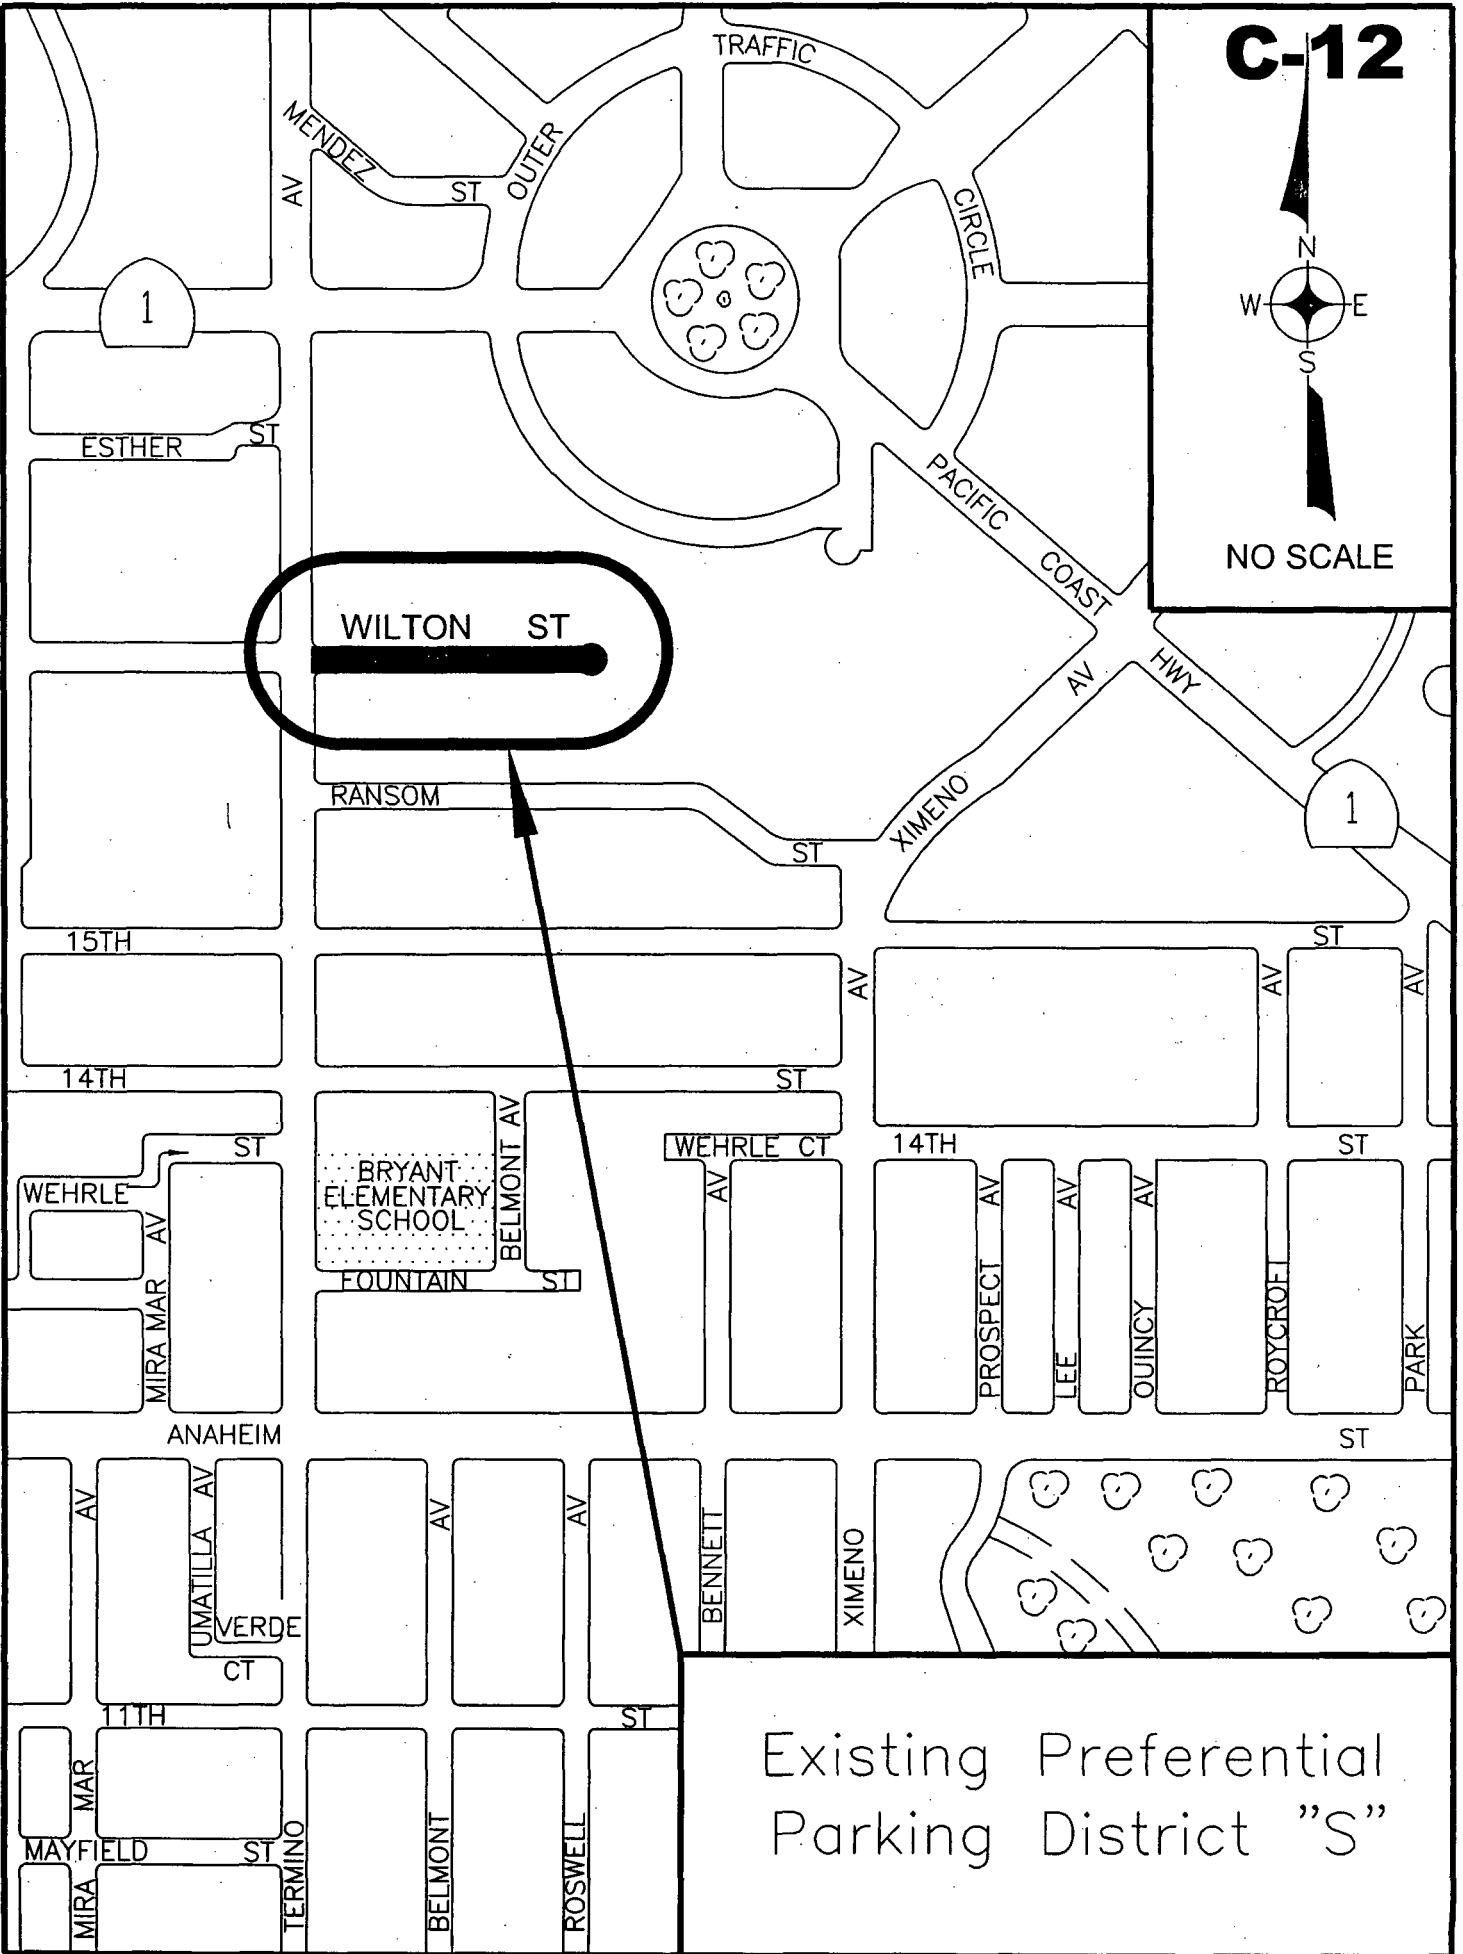 C-12
TRAFFIC
MENDEZ
ST
AV
OUTER
CIRCLE
N
W
E
S
NO SCALE
1
ESTHER
ST
PACIFIC
COAST
HWY
WILTON ST
AV
XIMENO
1
RANSOM
ST
15TH
ST
AV
AV
AV
14TH
ST
WEHRLE CT
14TH
ST
ST
WEHRLE
BRYANT
ELEMENTARY
SCHOOL
BELMONT AV
AV
AV
AV
AV
AV
MIRA MAR
FOUNTAIN
ST
PROSPECT
LEE
QUINCY
ROYCROFT
PARK
ANAHEIM
ST
AV
UMATILLA AV
AV
AV
BENNETT
XIMENO
VERDE
CT
11TH
ST
MIRA MAR
MAYFIELD
ST
TERMINO
BELMONT
ROSWELL
Existing Preferential
Parking District "S"